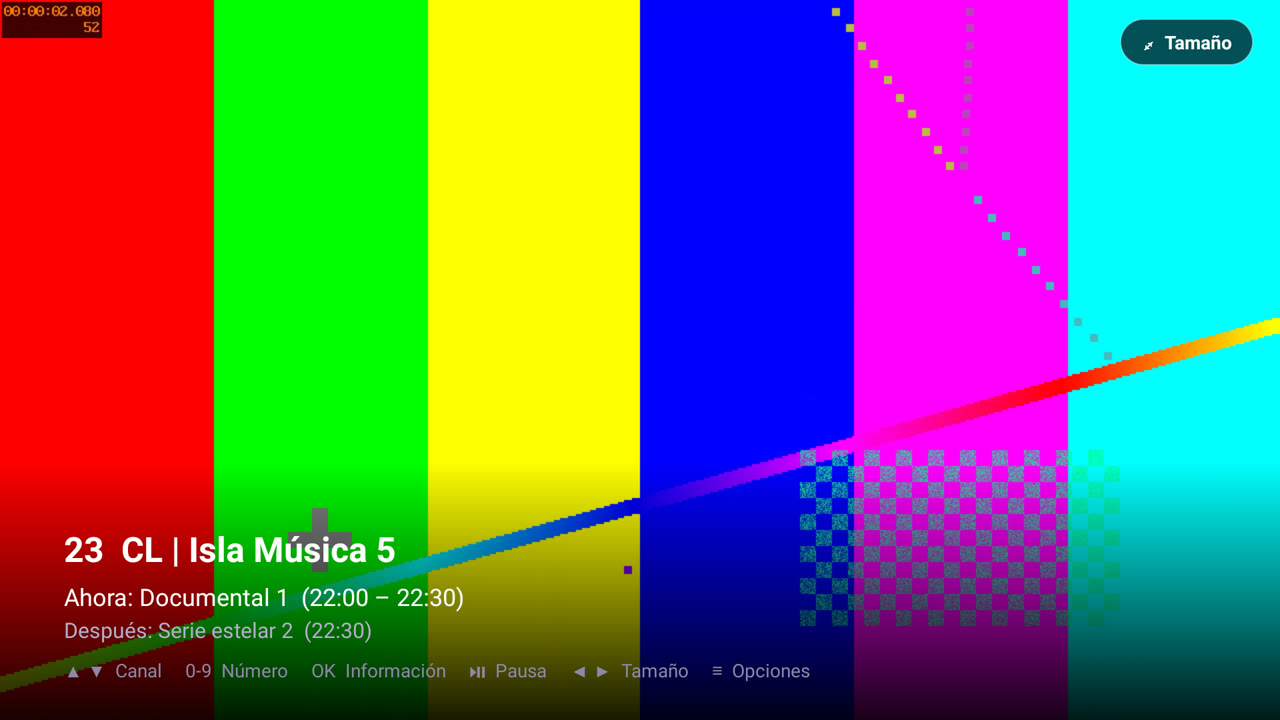 00:00:02.080
52
Tamaño
23 CL | Isla Música 5
Ahora: Documental 1 (22:00 – 22:30)
Después: Serie estelar 2 (22:30)
▲ ▼ Canal 0-9 Número OK Información ⏯ Pausa ◄ ► Tamaño ≡ Opciones